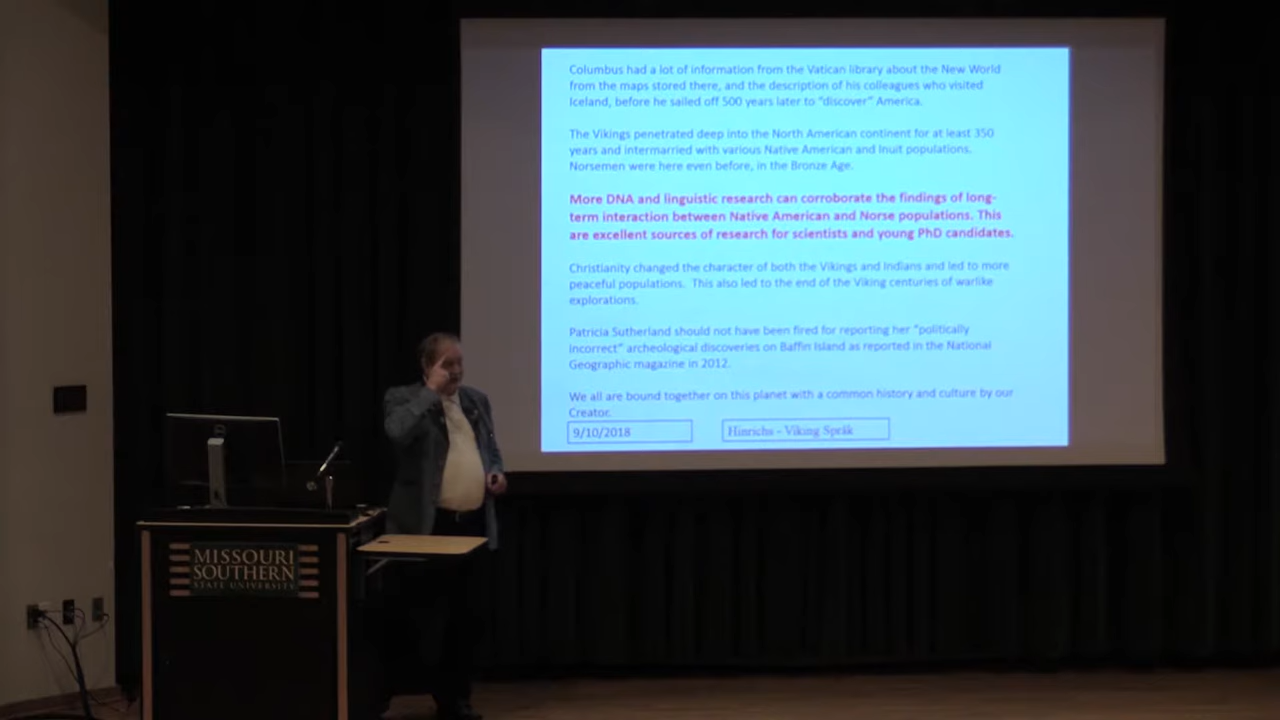 Columbus had a lot of information from the Vatican library about the New World
from the maps stored there, and the description of his colleagues who visited
Iceland, before he sailed off 500 years later to "discover" America.
The Vikings penetrated deep into the North American continent for at least 350
years and intermarried with various Native American and Inuit populations.
Norsemen were here even before, in the Bronze Age.
More DNA and linguistic research can corroborate the findings of long-
term interaction between Native American and Norse populations. This
are excellent sources of research for scientists and young PhD candidates.
Christianity changed the character of both the Vikings and Indians and led to more
peaceful populations. This also led to the end of the Viking centuries of warlike
explorations.
Patricia Sutherland should not have been fired for reporting her "politically
incorrect" archeological discoveries on Baffin Island as reported in the National
Geographic magazine in 2012.
We all are bound together on this planet with a common history and culture by our
Creator.
9/10/2018
Hinrichs - Viking Språk
MISSOURI
SOUTHERN
STATE UNIVERSITY